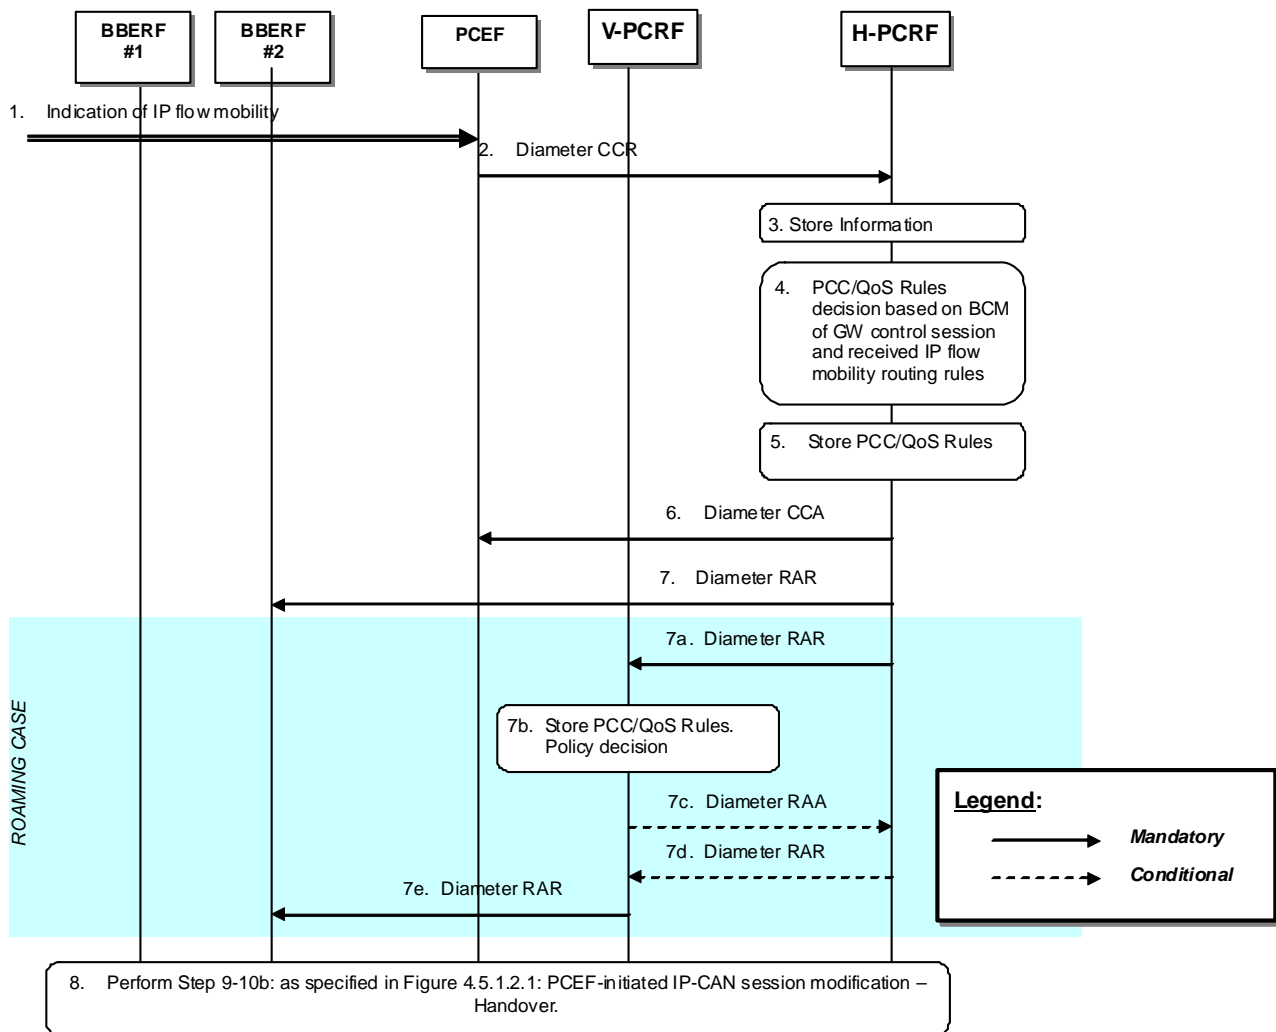 BBERF
#1
BBERF
#2
PCEF
V-PCRF
H-PCRF
1. Indication of IP flow mobility
2. Diameter CCR
3. Store Information
4. PCC/QoS Rules
decision based on BCM
of GW control session
and received IP flow
mobility routing rules
5. Store PCC/QoS Rules
6. Diameter CCA
7. Diameter RAR
ROAMING CASE
7a. Diameter RAR
7b. Store PCC/QoS Rules.
Policy decision
7c. Diameter RAA
7d. Diameter RAR
7e. Diameter RAR
Legend:
Mandatory
Conditional
8. Perform Step 9-10b: as specified in Figure 4.5.1.2.1: PCEF-initiated IP-CAN session modification –
Handover.